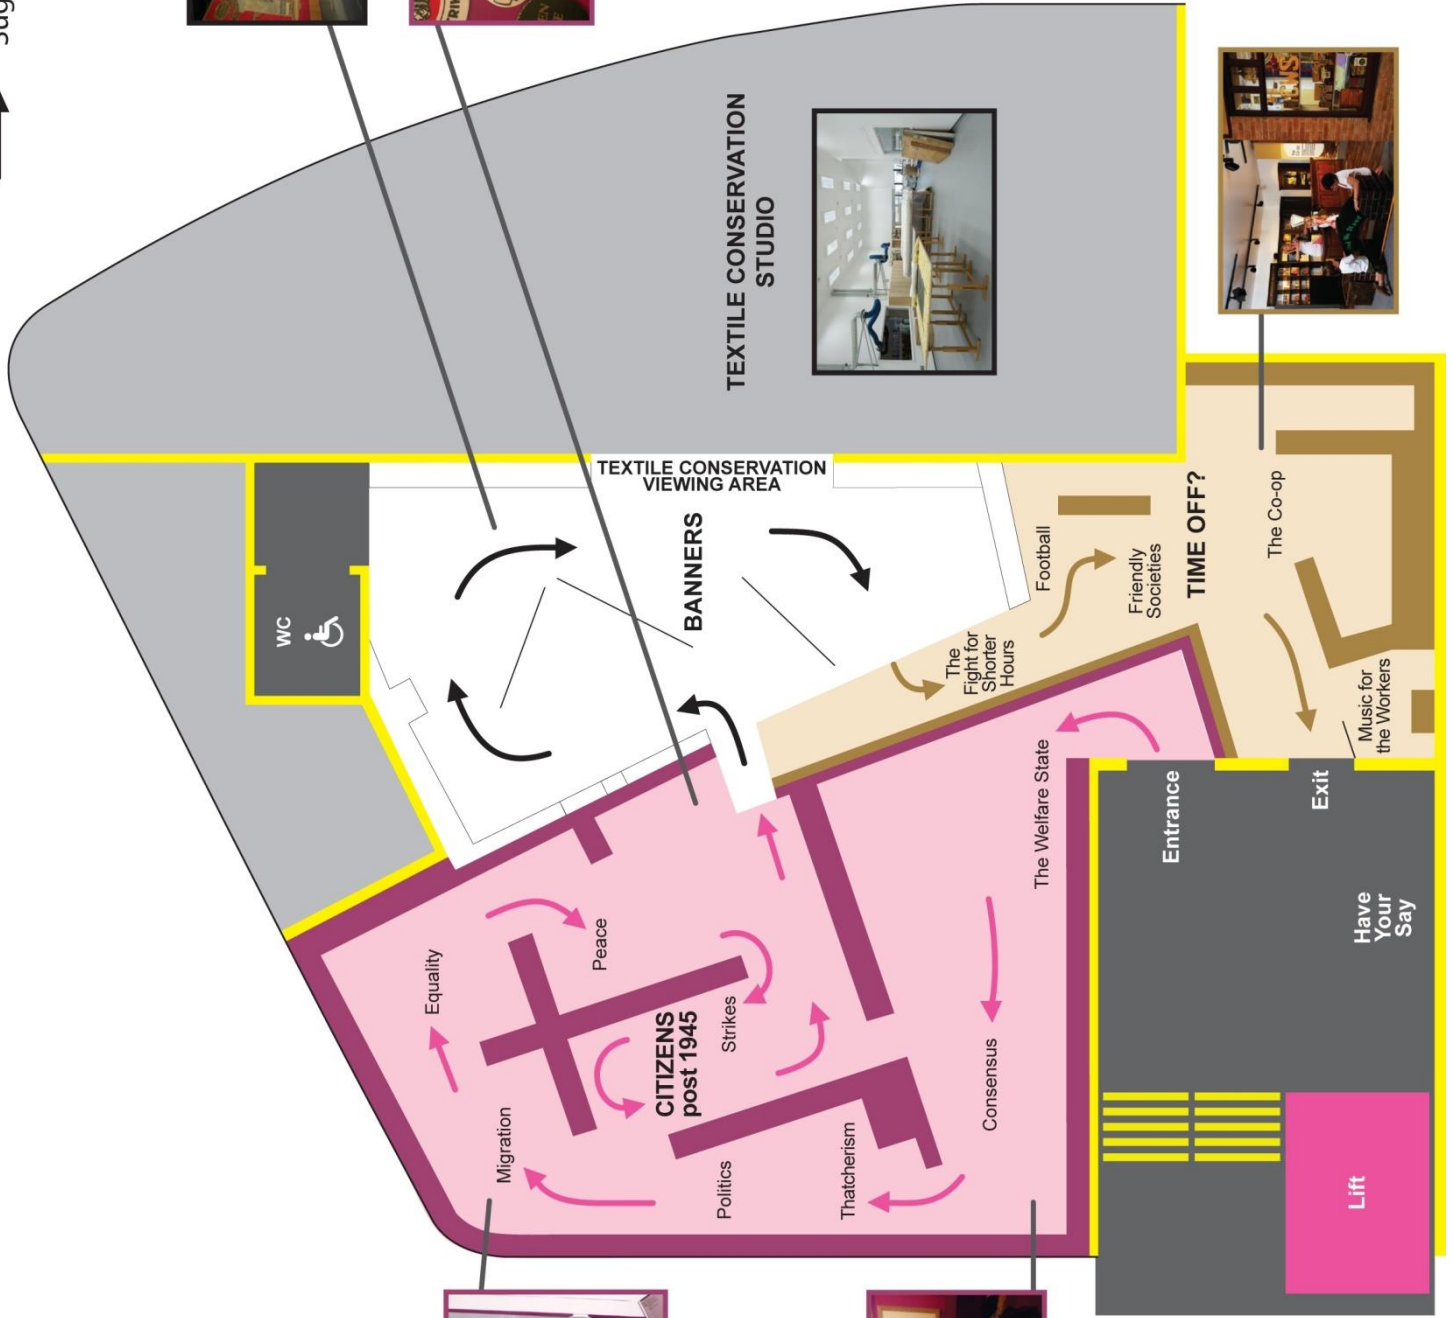 TEXTILE CONSERVATION
STUDIO
TEXTILE CONSERVATION
VIEWING AREA
WC
BANNERS
Football
The
Fight for
Shorter
Hours
Friendly
Societies
TIME OFF?
The Co-op
Music for
the Workers
The Welfare State
Entrance
Exit
Have
Your
Say
Equality
Peace
Strikes
CITIZENS
post 1945
Migration
Politics
Thatcherism
Consensus
Lift